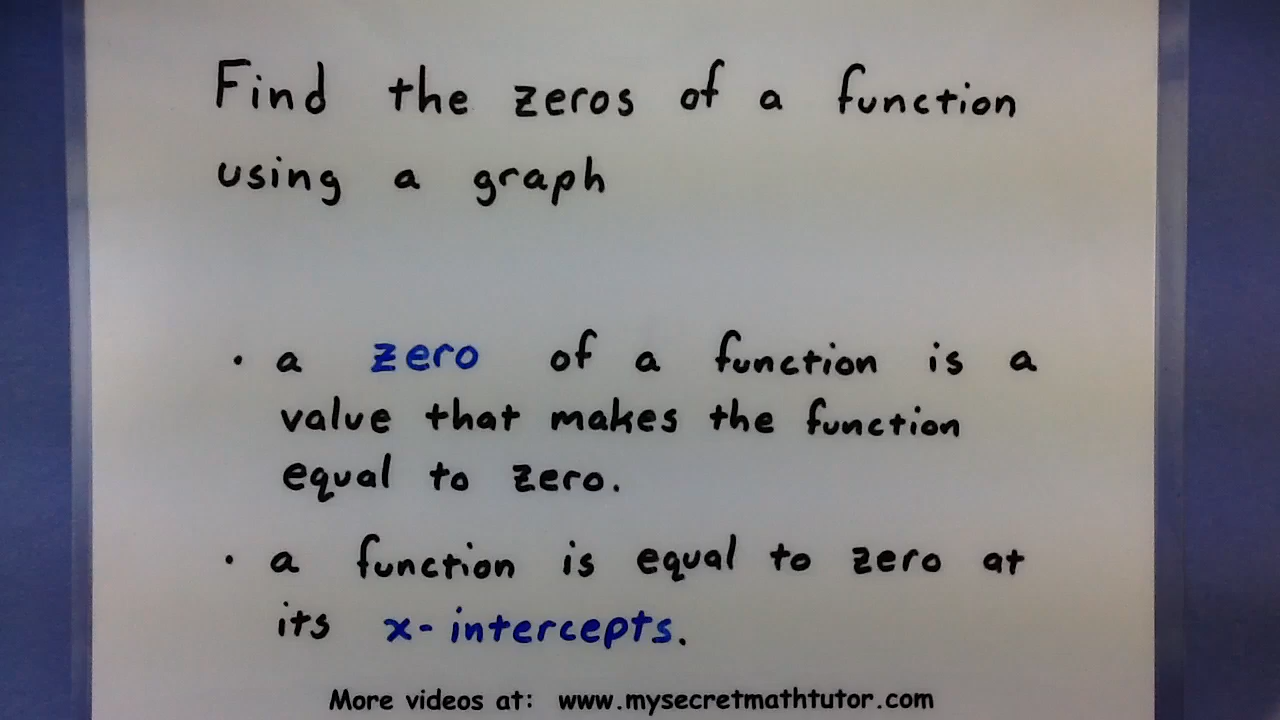 Find the zeros of a function
using a graph
• a zero of a function is a
value that makes the function
equal to zero.
• a function is equal to zero at
its x-intercepts.
More videos at: www.mysecretmathtutor.com